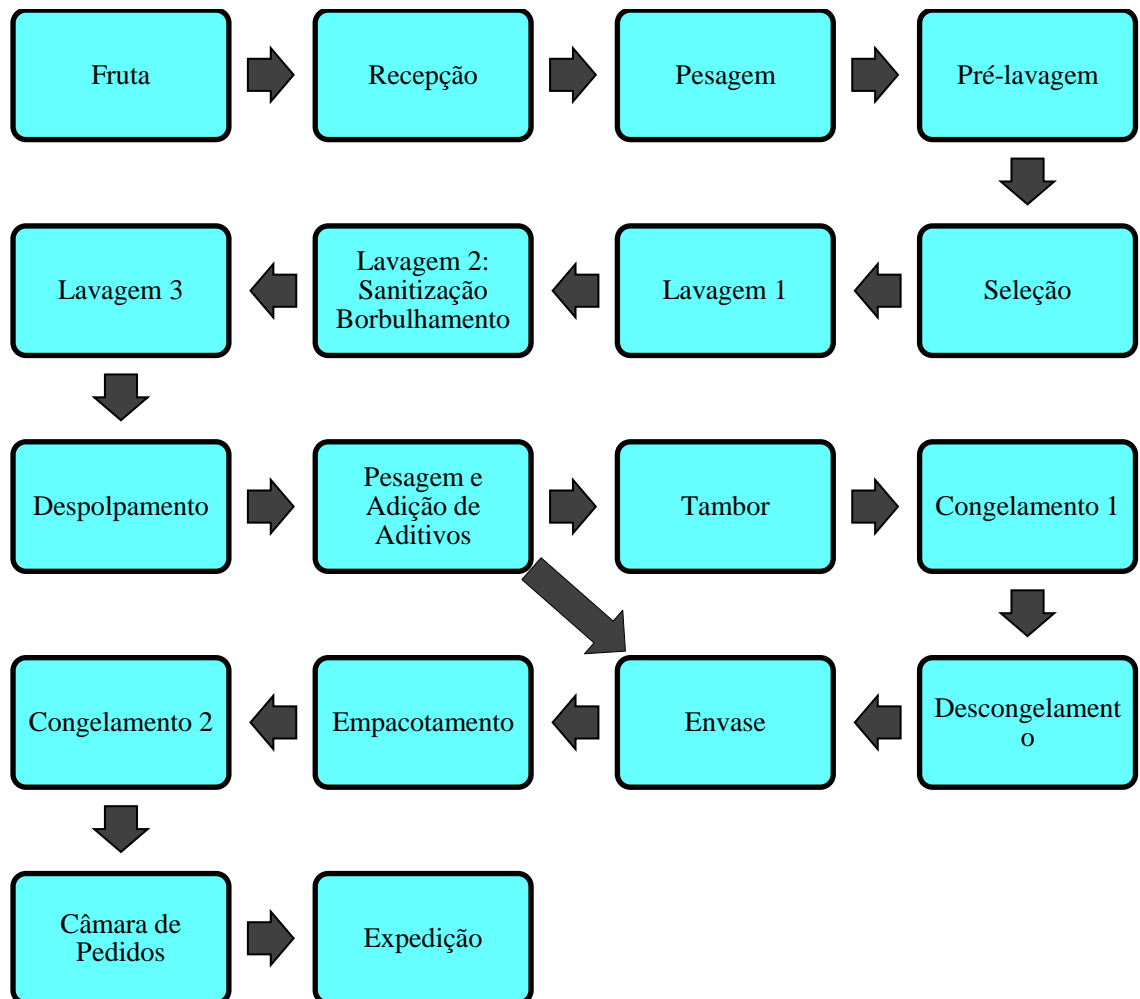 Fruta
Recepção
Pesagem
Pré-lavagem
Lavagem 3
Lavagem 2:
Sanitização
Borbulhamento
Lavagem 1
Seleção
Despolpamento
Pesagem e
Adição de
Aditivos
Tambor
Congelamento 1
Congelamento 2
Empacotamento
Envase
Descongelament
o
Câmara de
Pedidos
Expedição